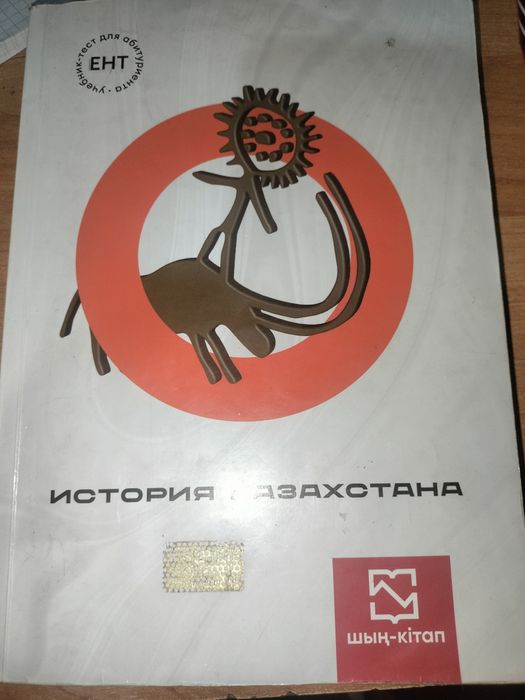 учебник-тест для абитуриента
ЕНТ
ИСТОРИЯ КАЗАХСТАНА
шың-кітап